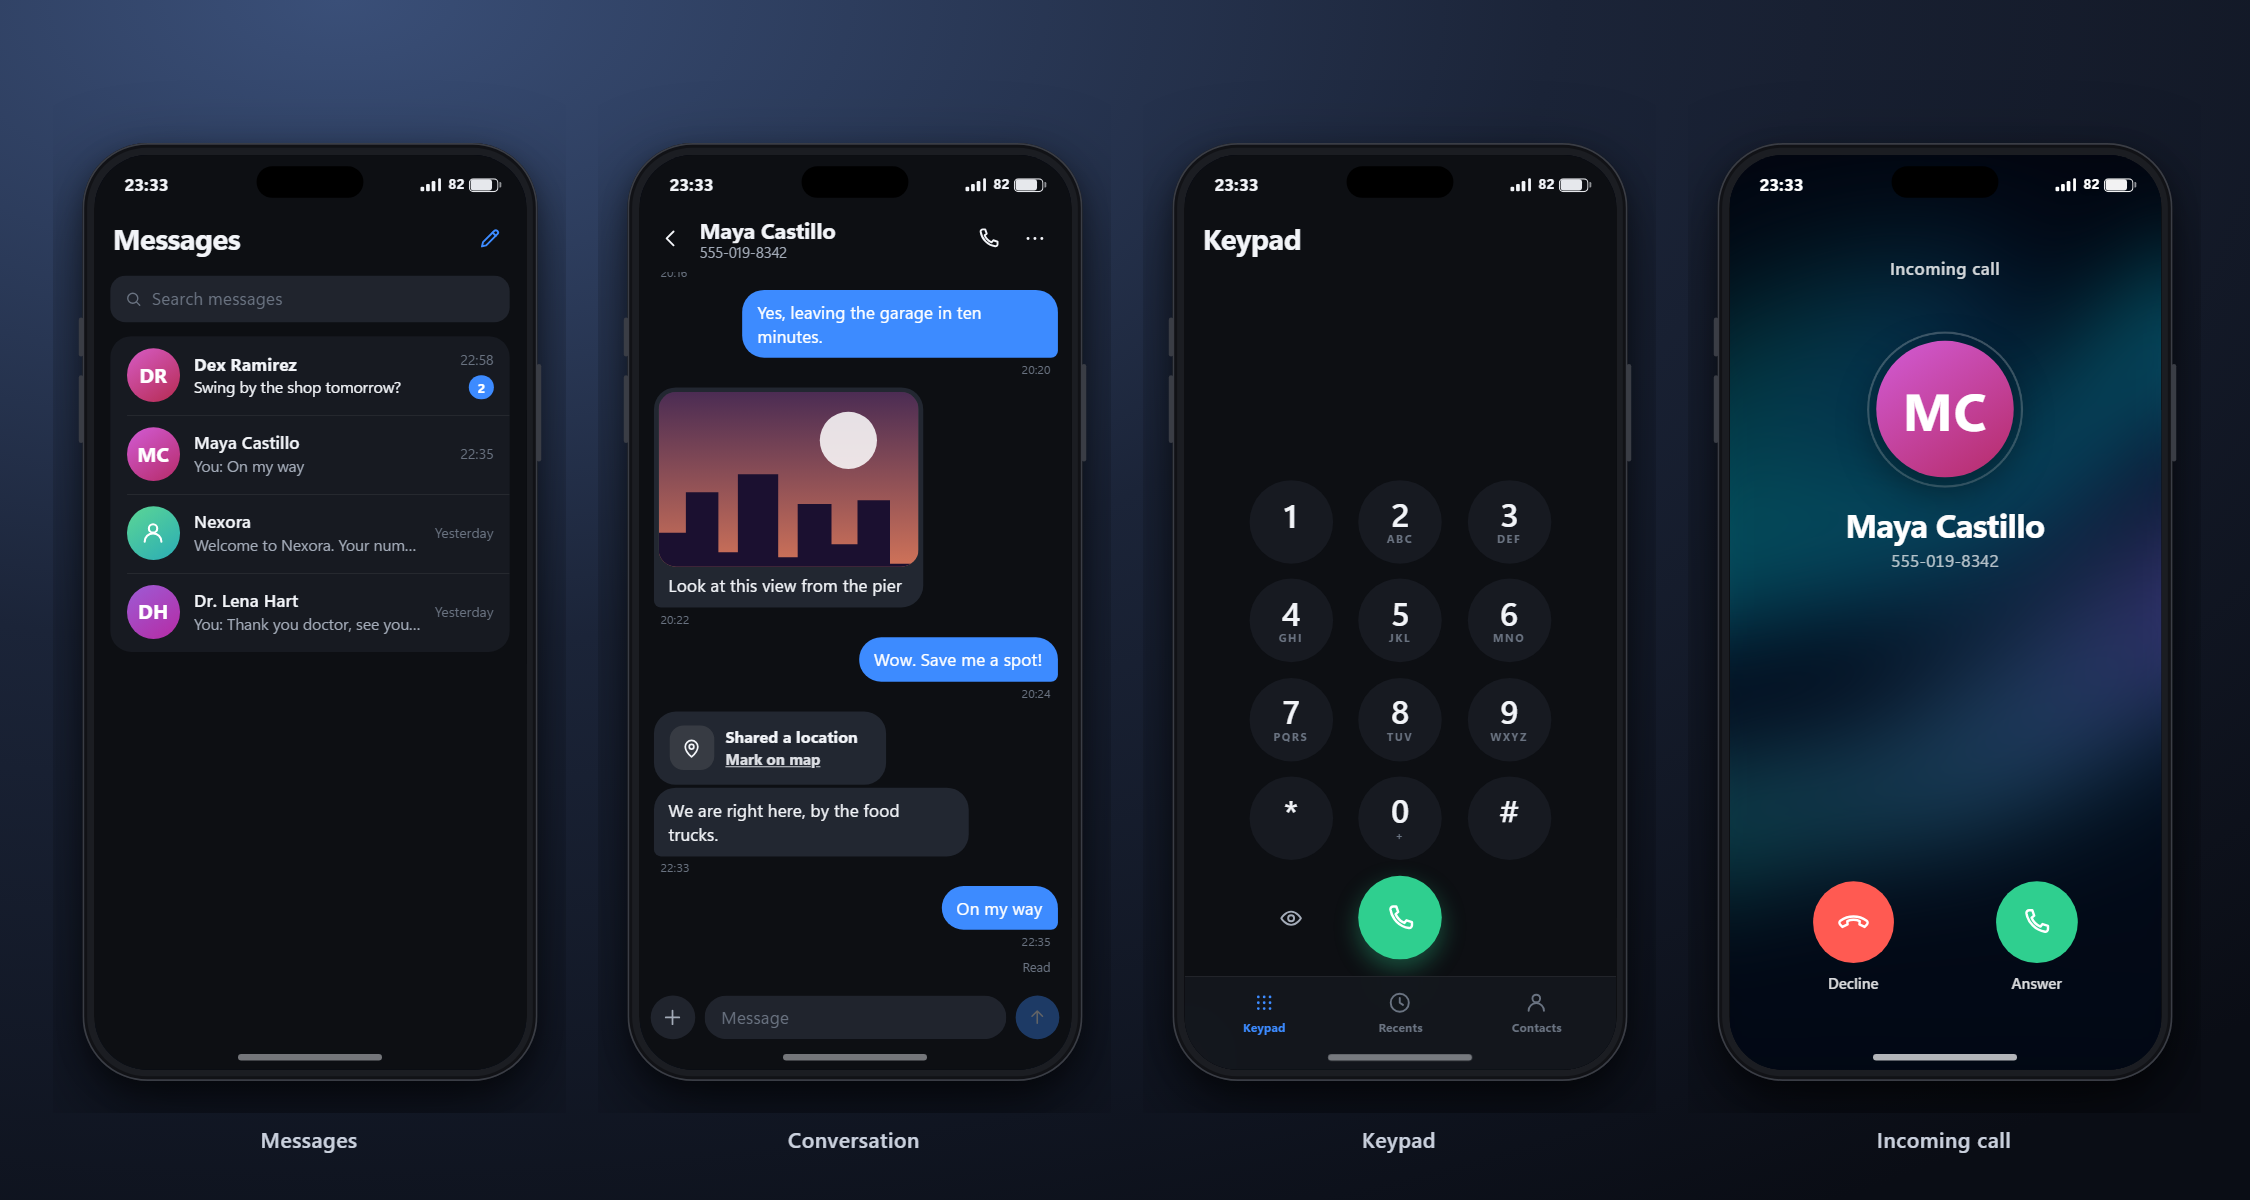 23:33
82
Messages
Search messages
DR
Dex Ramirez
22:58
Swing by the shop tomorrow?
2
MC
Maya Castillo
You: On my way
22:35
Nexora
Welcome to Nexora. Your num...
Yesterday
DH
Dr. Lena Hart
You: Thank you doctor, see you...
Yesterday
Messages
23:33
82
Maya Castillo
555-019-8342
20:16
Yes, leaving the garage in ten
minutes.
20:20
Look at this view from the pier
20:22
Wow. Save me a spot!
20:24
Shared a location
Mark on map
We are right here, by the food
trucks.
22:33
On my way
22:35
Read
Message
Conversation
23:33
82
Keypad
1 2 3
ABC DEF
4 5 6
GHI JKL MNO
7 8 9
PQRS TUV WXYZ
* 0 #
+
Keypad Recents Contacts
Keypad
23:33
82
Incoming call
MC
Maya Castillo
555-019-8342
Decline Answer
Incoming call